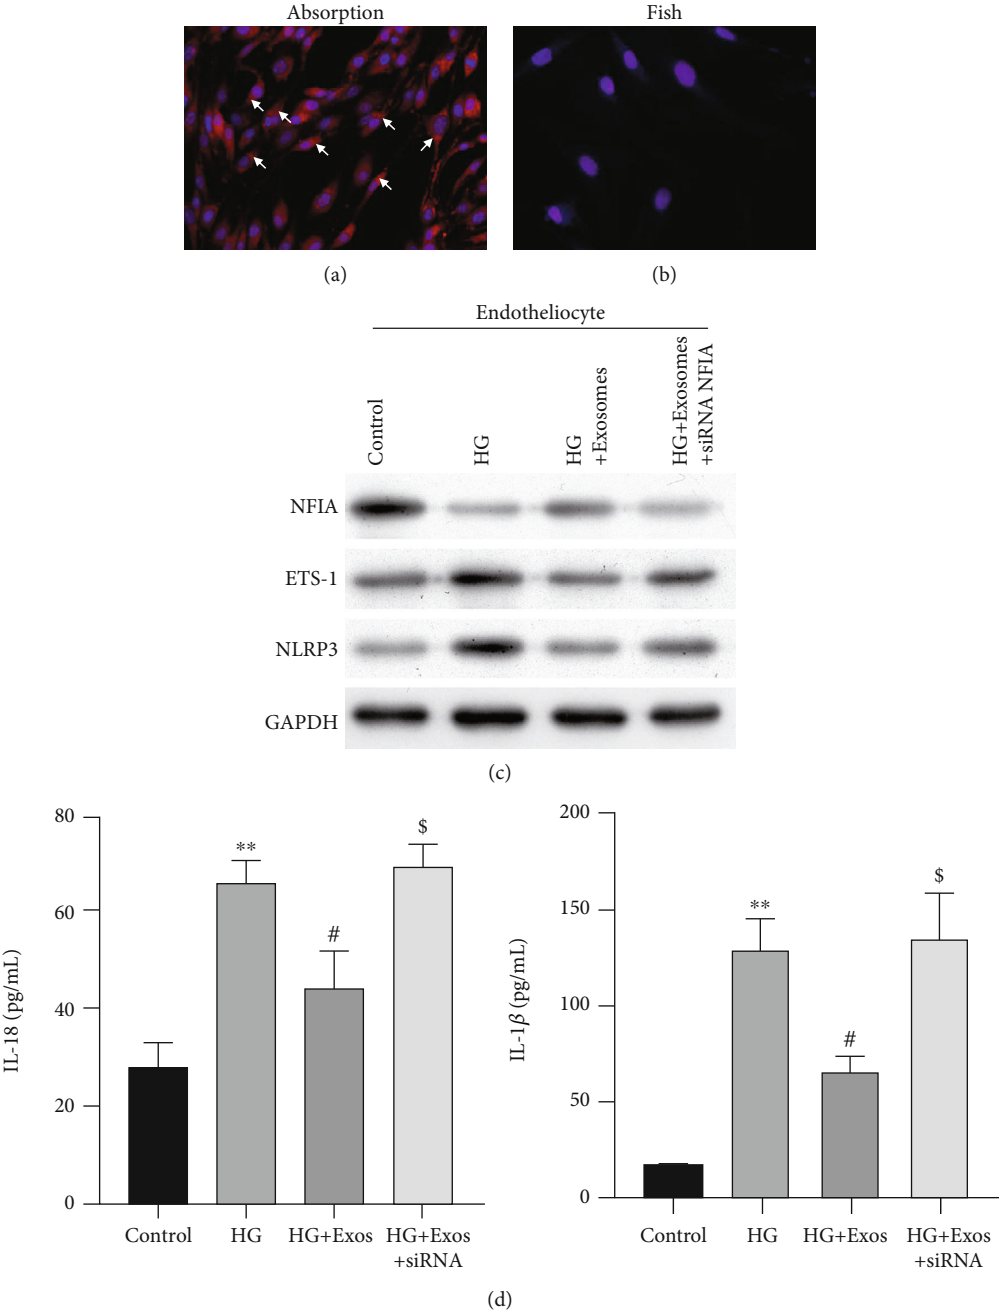 Absorption
Fish
(a)
(b)
Endotheliocyte
Control
HG
HG
+Exosomes
HG+Exosomes
+siRNA NFIA
NFIA
ETS-1
NLRP3
GAPDH
(c)
IL-18 (pg/mL)
80
60
40
20
0
**
#
$
Control
HG
HG+Exos
HG+Exos
+siRNA
IL-1β (pg/mL)
200
150
100
50
0
**
#
$
Control
HG
HG+Exos
HG+Exos
+siRNA
(d)